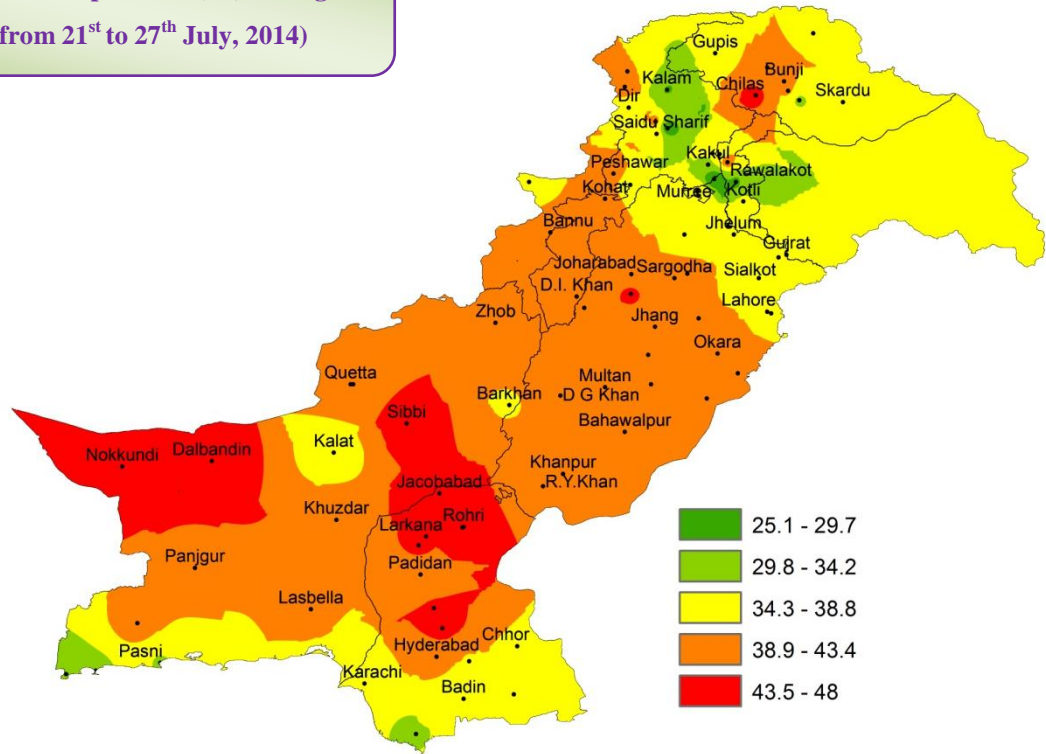 from 21st to 27th July, 2014)
Gupis
Kalam
Bunji
Chilas
Skardu
Dir
Saidu Sharif
Kakul
Peshawar
Rawalakot
Kohat
Murree
Kotli
Bannu
Jhelum
Gujrat
Joharabad
Sargodha
Sialkot
D.I. Khan
Lahore
Zhob
Jhang
Okara
Quetta
Multan
Barkhan
D G Khan
Sibbi
Bahawalpur
Kalat
Nokkundi
Dalbandin
Khanpur
Jacobabad
R.Y.Khan
Khuzdar
Rohri
Larkana
Panjgur
Padidan
Lasbella
Chhor
Hyderabad
Pasni
Karachi
Badin
25.1 - 29.7
29.8 - 34.2
34.3 - 38.8
38.9 - 43.4
43.5 - 48